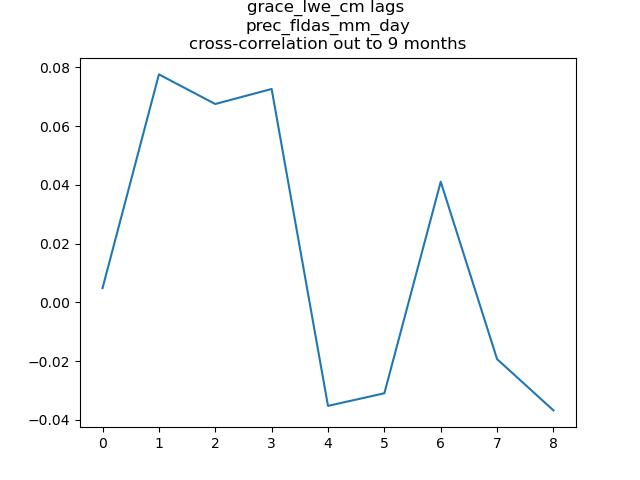 grace_lwe_cm lags
prec_fldas_mm_day
cross-correlation out to 9 months
0.08
0.06
0.04
0.02
0.00
−0.02
−0.04
0 1 2 3 4 5 6 7 8